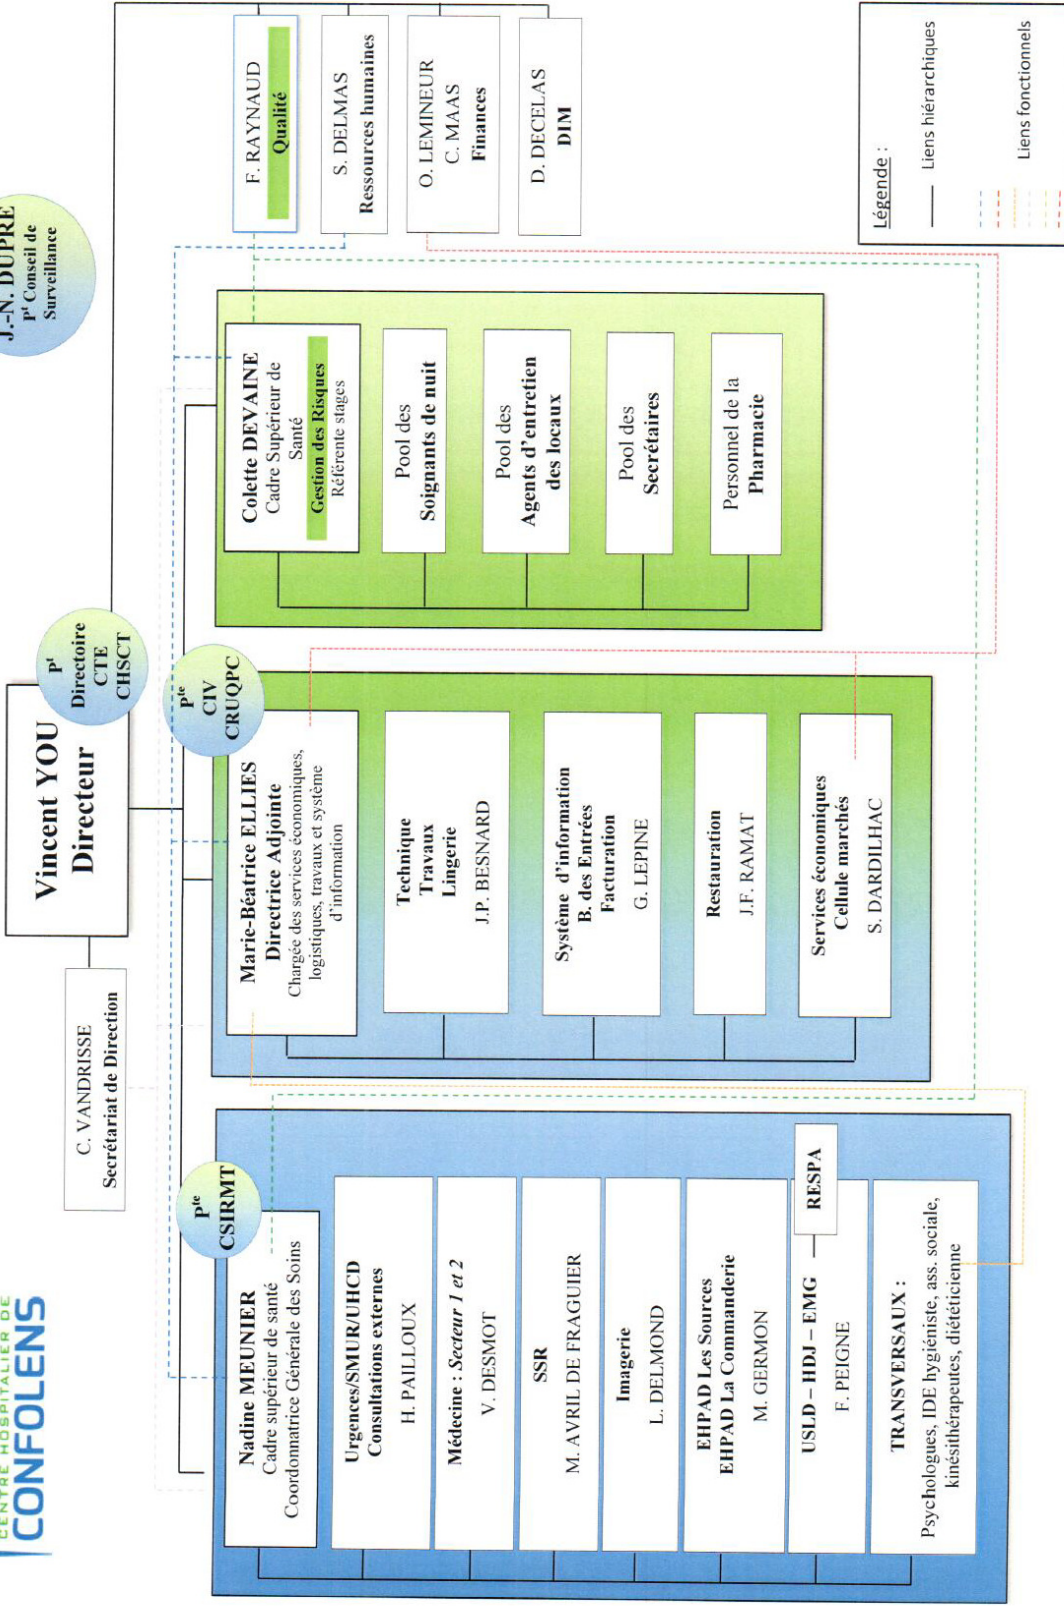 CENTRE HOSPITALIER DE
CONFOLENS
C. VANDRISSE
Secrétariat de Direction
Vincent YOU
Directeur
Pᵗ
Directoire
CTE
CHSCT
J.-N. DUPRE
Pᵗ Conseil de
Surveillance
Pᵗᵉ
CSIRMT
Nadine MEUNIER
Cadre supérieur de santé
Coordonnatrice Générale des Soins
Urgences/SMUR/UHCD
Consultations externes
H. PAILLOUX
Médecine : Secteur 1 et 2
V. DESMOT
SSR
M. AVRIL DE FRAGUIER
Imagerie
L. DELMOND
EHPAD Les Sources
EHPAD La Commanderie
M. GERMON
USLD – HDJ – EMG
F. PEIGNE
RESPA
TRANSVERSAUX :
Psychologues, IDE hygiéniste, ass. sociale,
kinésithérapeutes, diététicienne
Pᵗᵉ
CIV
CRUQPC
Marie-Béatrice ELLIES
Directrice Adjointe
Chargée des services économiques,
logistiques, travaux et système
d’information
Technique
Travaux
Lingerie
J.P. BESNARD
Système d’information
B. des Entrées
Facturation
G. LEPINE
Restauration
J.F. RAMAT
Services économiques
Cellule marchés
S. DARDILHAC
Colette DEVAINE
Cadre Supérieur de
Santé
Gestion des Risques
Référente stages
Pool des
Soignants de nuit
Pool des
Agents d’entretien
des locaux
Pool des
Secrétaires
Personnel de la
Pharmacie
F. RAYNAUD
Qualité
S. DELMAS
Ressources humaines
O. LEMINEUR
C. MAAS
Finances
D. DECELAS
DIM
Légende :
Liens hiérarchiques
Liens fonctionnels